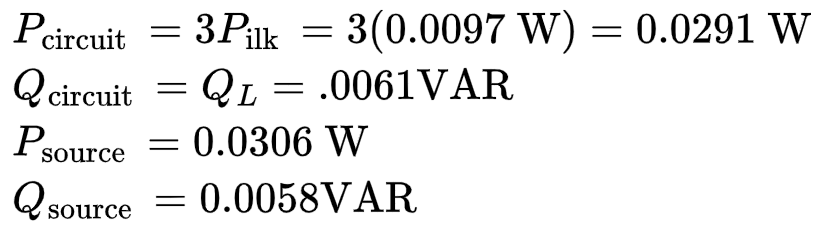 P_circuit = 3P_ilk = 3(0.0097 W) = 0.0291 W
Q_circuit = Q_L = .0061VAR
P_source = 0.0306 W
Q_source = 0.0058VAR